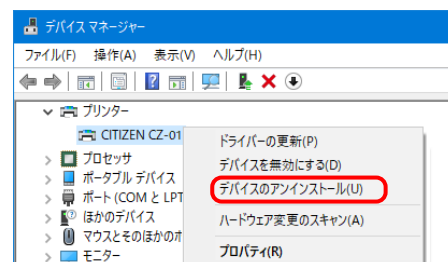 デバイス マネージャー
ファイル(F) 操作(A) 表示(V) ヘルプ(H)
プリンター
CITIZEN CZ-01
プロセッサ
ポータブル デバイス
ポート (COM と LPT
ほかのデバイス
マウスとそのほかのポ
モニター
ドライバーの更新(P)
デバイスを無効にする(D)
デバイスのアンインストール(U)
ハードウェア変更のスキャン(A)
プロパティ(R)